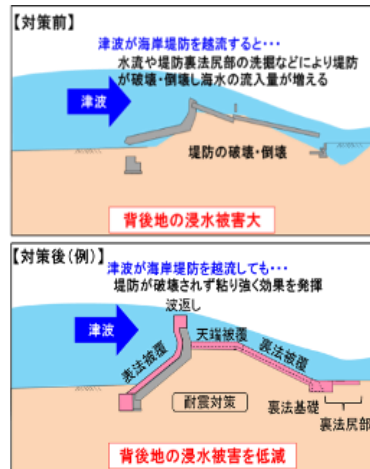 【対策前】
津波が海岸堤防を越流すると・・・
水流や堤防裏法尻部の洗掘などにより堤防
が破壊・倒壊し海水の流入量が増える
津波
堤防の破壊・倒壊
背後地の浸水被害大
【対策後(例)】
津波が海岸堤防を越流しても・・・
堤防が破壊されず粘り強く効果を発揮
波返し
津波
天端被覆
表法被覆
裏法被覆
耐震対策
裏法基礎
裏法尻部
背後地の浸水被害を低減